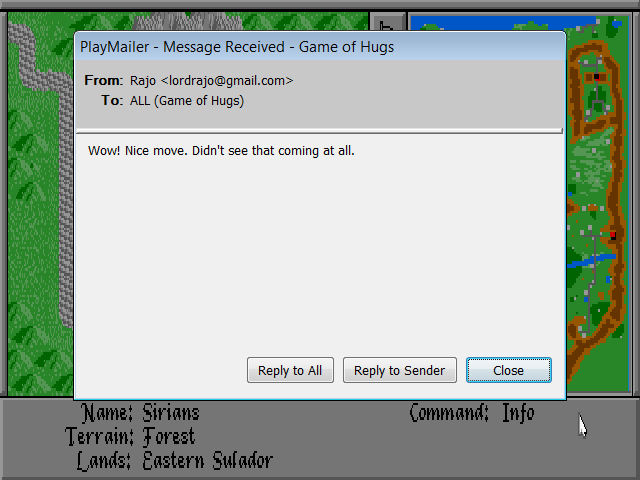 PlayMailer - Message Received - Game of Hugs
From: Rajo <lordrajo@gmail.com>
To: ALL (Game of Hugs)
Wow! Nice move. Didn't see that coming at all.
Reply to All Reply to Sender Close
Name: Sirians Command: Info
Terrain: Forest
Lands: Eastern Sulador